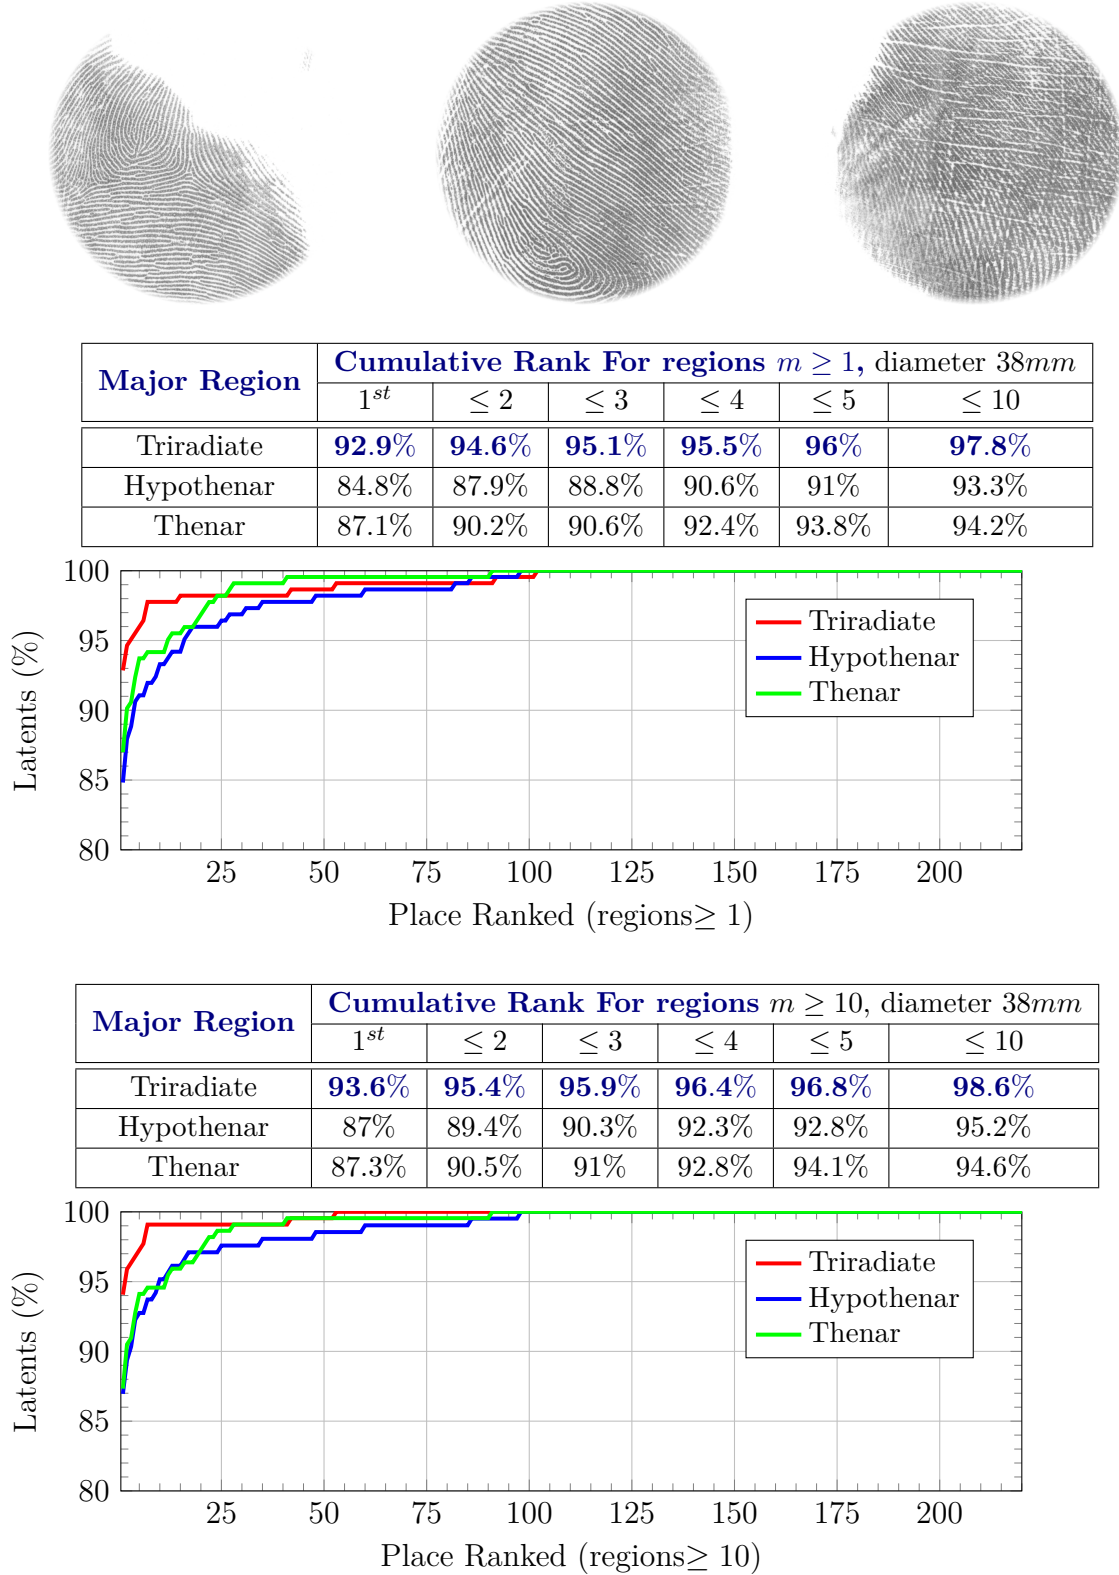 Major Region Cumulative Rank For regions m ≥ 1, diameter 38mm
1st ≤ 2 ≤ 3 ≤ 4 ≤ 5 ≤ 10
Triradiate 92.9% 94.6% 95.1% 95.5% 96% 97.8%
Hypothenar 84.8% 87.9% 88.8% 90.6% 91% 93.3%
Thenar 87.1% 90.2% 90.6% 92.4% 93.8% 94.2%
100
95
90
85
80
Latents (%)
Triradiate
Hypothenar
Thenar
25 50 75 100 125 150 175 200
Place Ranked (regions≥ 1)
Major Region Cumulative Rank For regions m ≥ 10, diameter 38mm
1st ≤ 2 ≤ 3 ≤ 4 ≤ 5 ≤ 10
Triradiate 93.6% 95.4% 95.9% 96.4% 96.8% 98.6%
Hypothenar 87% 89.4% 90.3% 92.3% 92.8% 95.2%
Thenar 87.3% 90.5% 91% 92.8% 94.1% 94.6%
100
95
90
85
80
Latents (%)
Triradiate
Hypothenar
Thenar
25 50 75 100 125 150 175 200
Place Ranked (regions≥ 10)